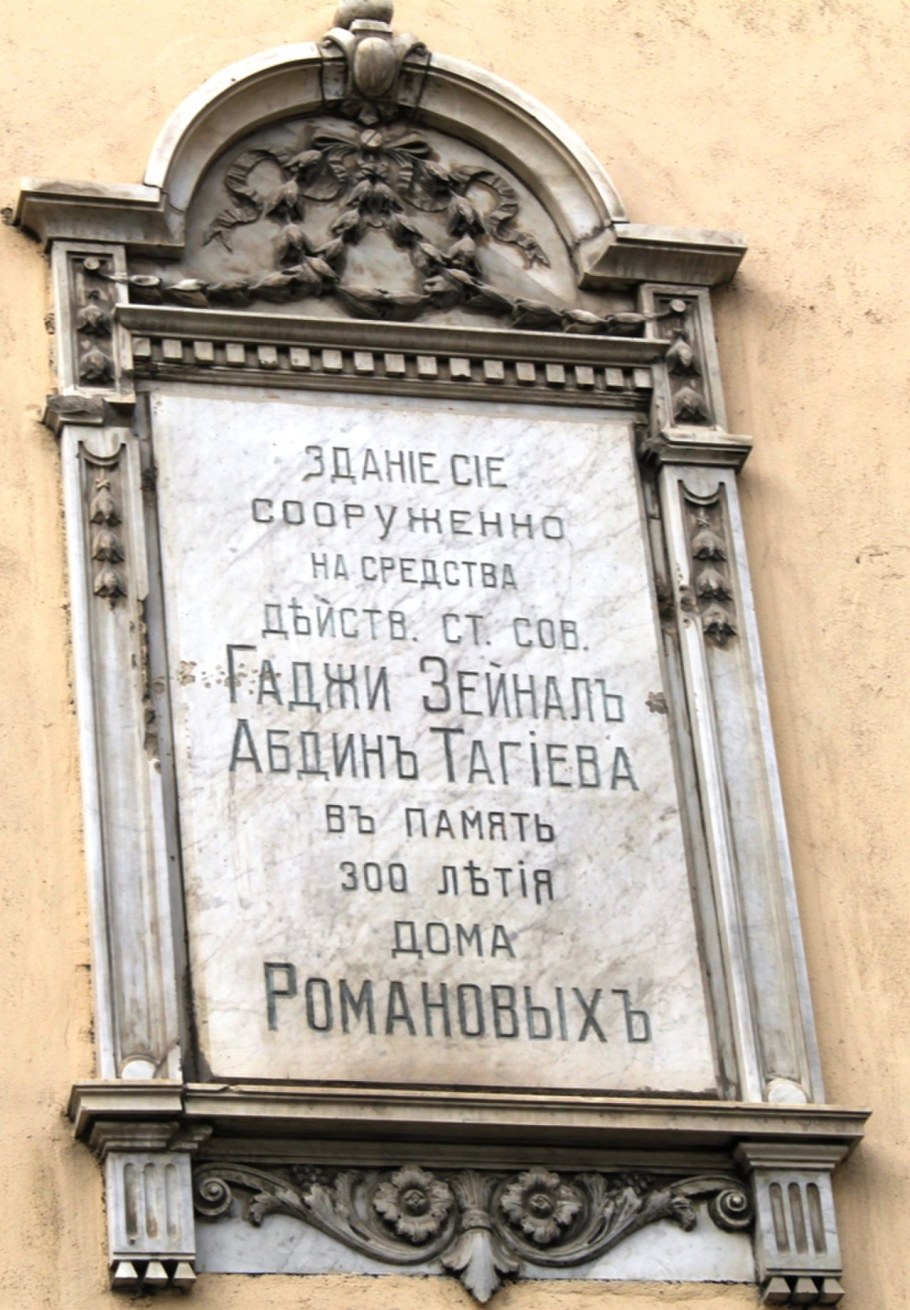 ЗДАНІЕ СІЕ
СООРУЖЕННО
НА СРЕДСТВА
ДѢЙСТВ. СТ. СОВ.
ГАДЖИ ЗЕЙНАЛЪ
АБДИНЪ ТАГІЕВА
ВЪ ПАМЯТЬ
300 ЛѢТІЯ
ДОМА
РОМАНОВЫХЪ